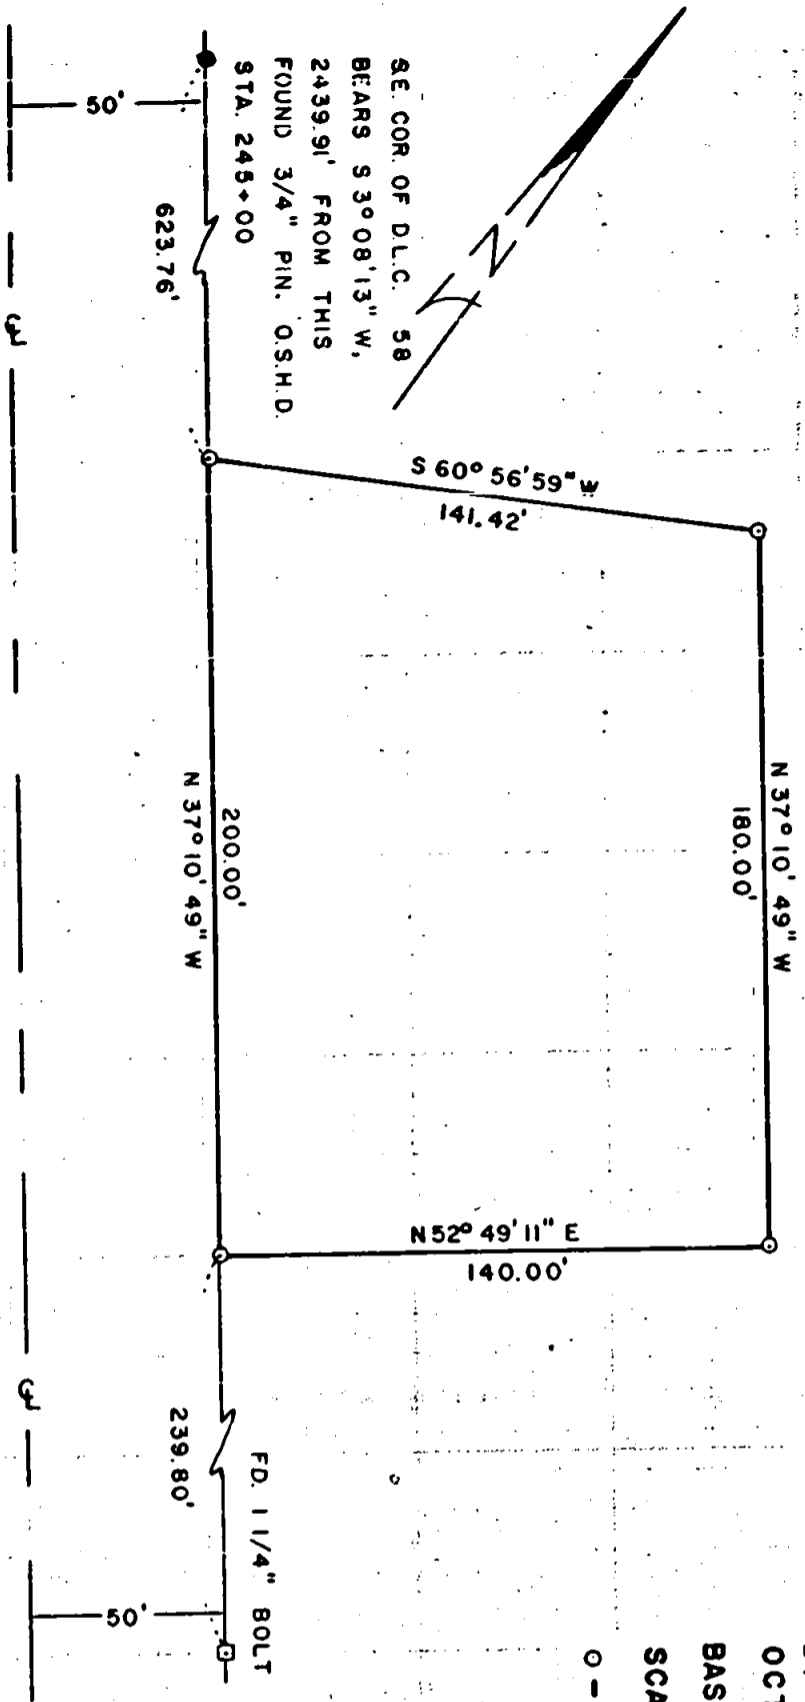 S.E. COR. OF D.L.C. 58
BEARS S 3° 08' 13" W,
2439.91' FROM THIS
FOUND 3/4" PIN. O.S.H.D.
STA. 245+00
N
50'
623.76'
S 60° 56' 59" W
141.42'
N 37° 10' 49" W
180.00'
200.00'
N 37° 10' 49" W
N 52° 49' 11" E
140.00'
239.80'
FD. 1 1/4" BOLT
50'
OCT
BAS
SCA
O -